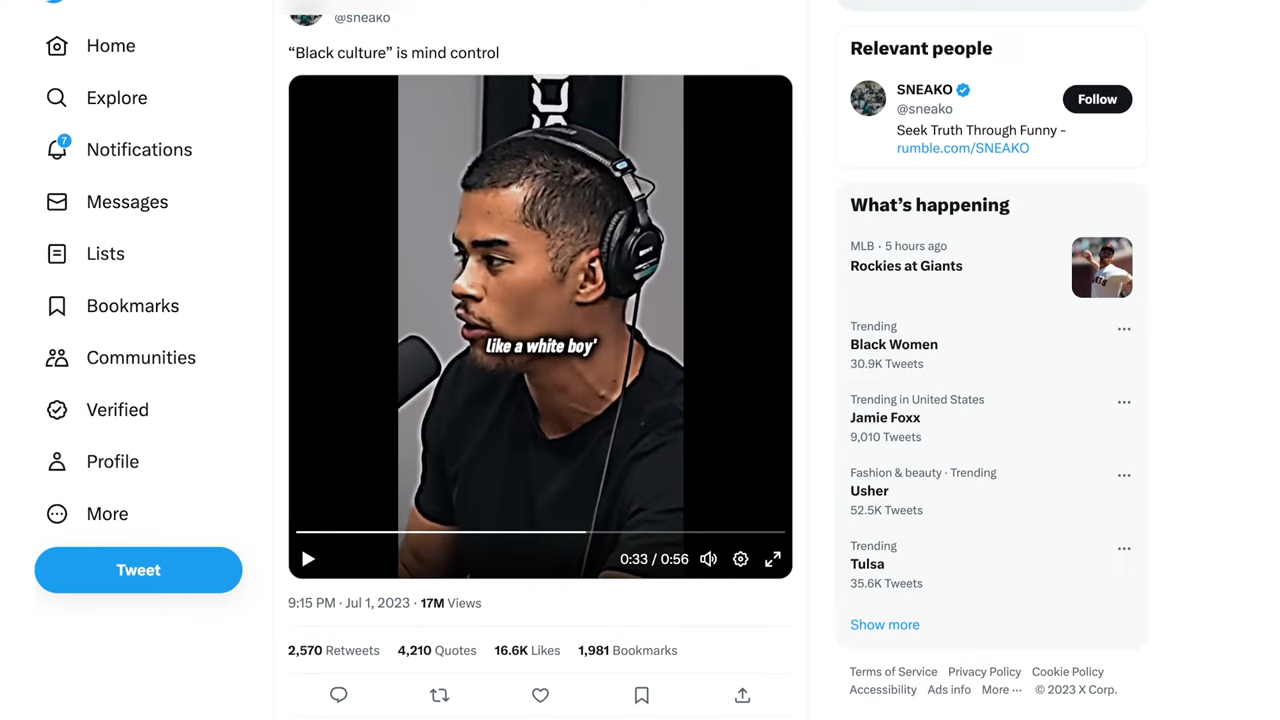 @sneako
“Black culture” is mind control
like a white boy'
0:33 / 0:56
9:15 PM · Jul 1, 2023 · 17M Views
2,570 Retweets 4,210 Quotes 16.6K Likes 1,981 Bookmarks
Home
Explore
7
Notifications
Messages
Lists
Bookmarks
Communities
Verified
Profile
More
Tweet
Relevant people
SNEAKO
@sneako
Follow
Seek Truth Through Funny -
rumble.com/SNEAKO
What’s happening
MLB · 5 hours ago
Rockies at Giants
Trending
Black Women
30.9K Tweets
Trending in United States
Jamie Foxx
9,010 Tweets
Fashion & beauty · Trending
Usher
52.5K Tweets
Trending
Tulsa
35.6K Tweets
Show more
Terms of Service Privacy Policy Cookie Policy
Accessibility Ads info More ··· © 2023 X Corp.